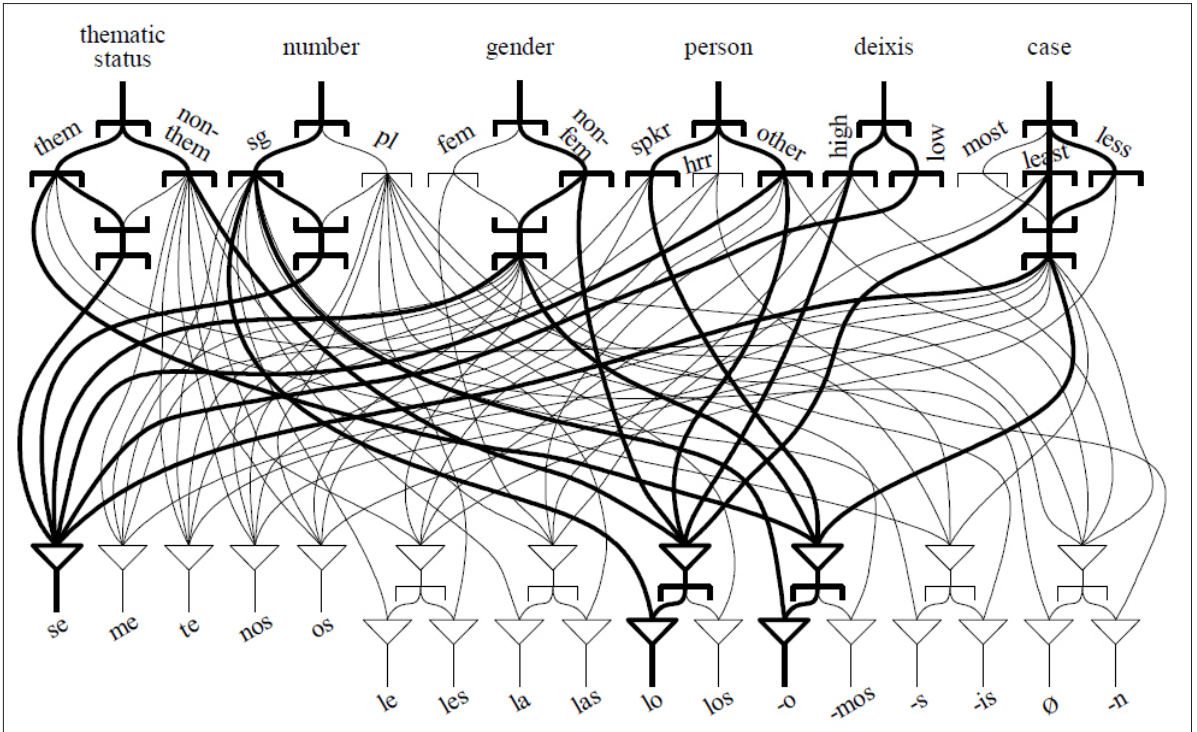 thematic status
number
gender
person
deixis
case
them
non-them
sg
pl
fem
non-fem
spkr
hrr
other
high
low
most
least
less
se
me
te
nos
os
le
les
la
las
lo
los
-o
-mos
-s
-is
Ø
-n